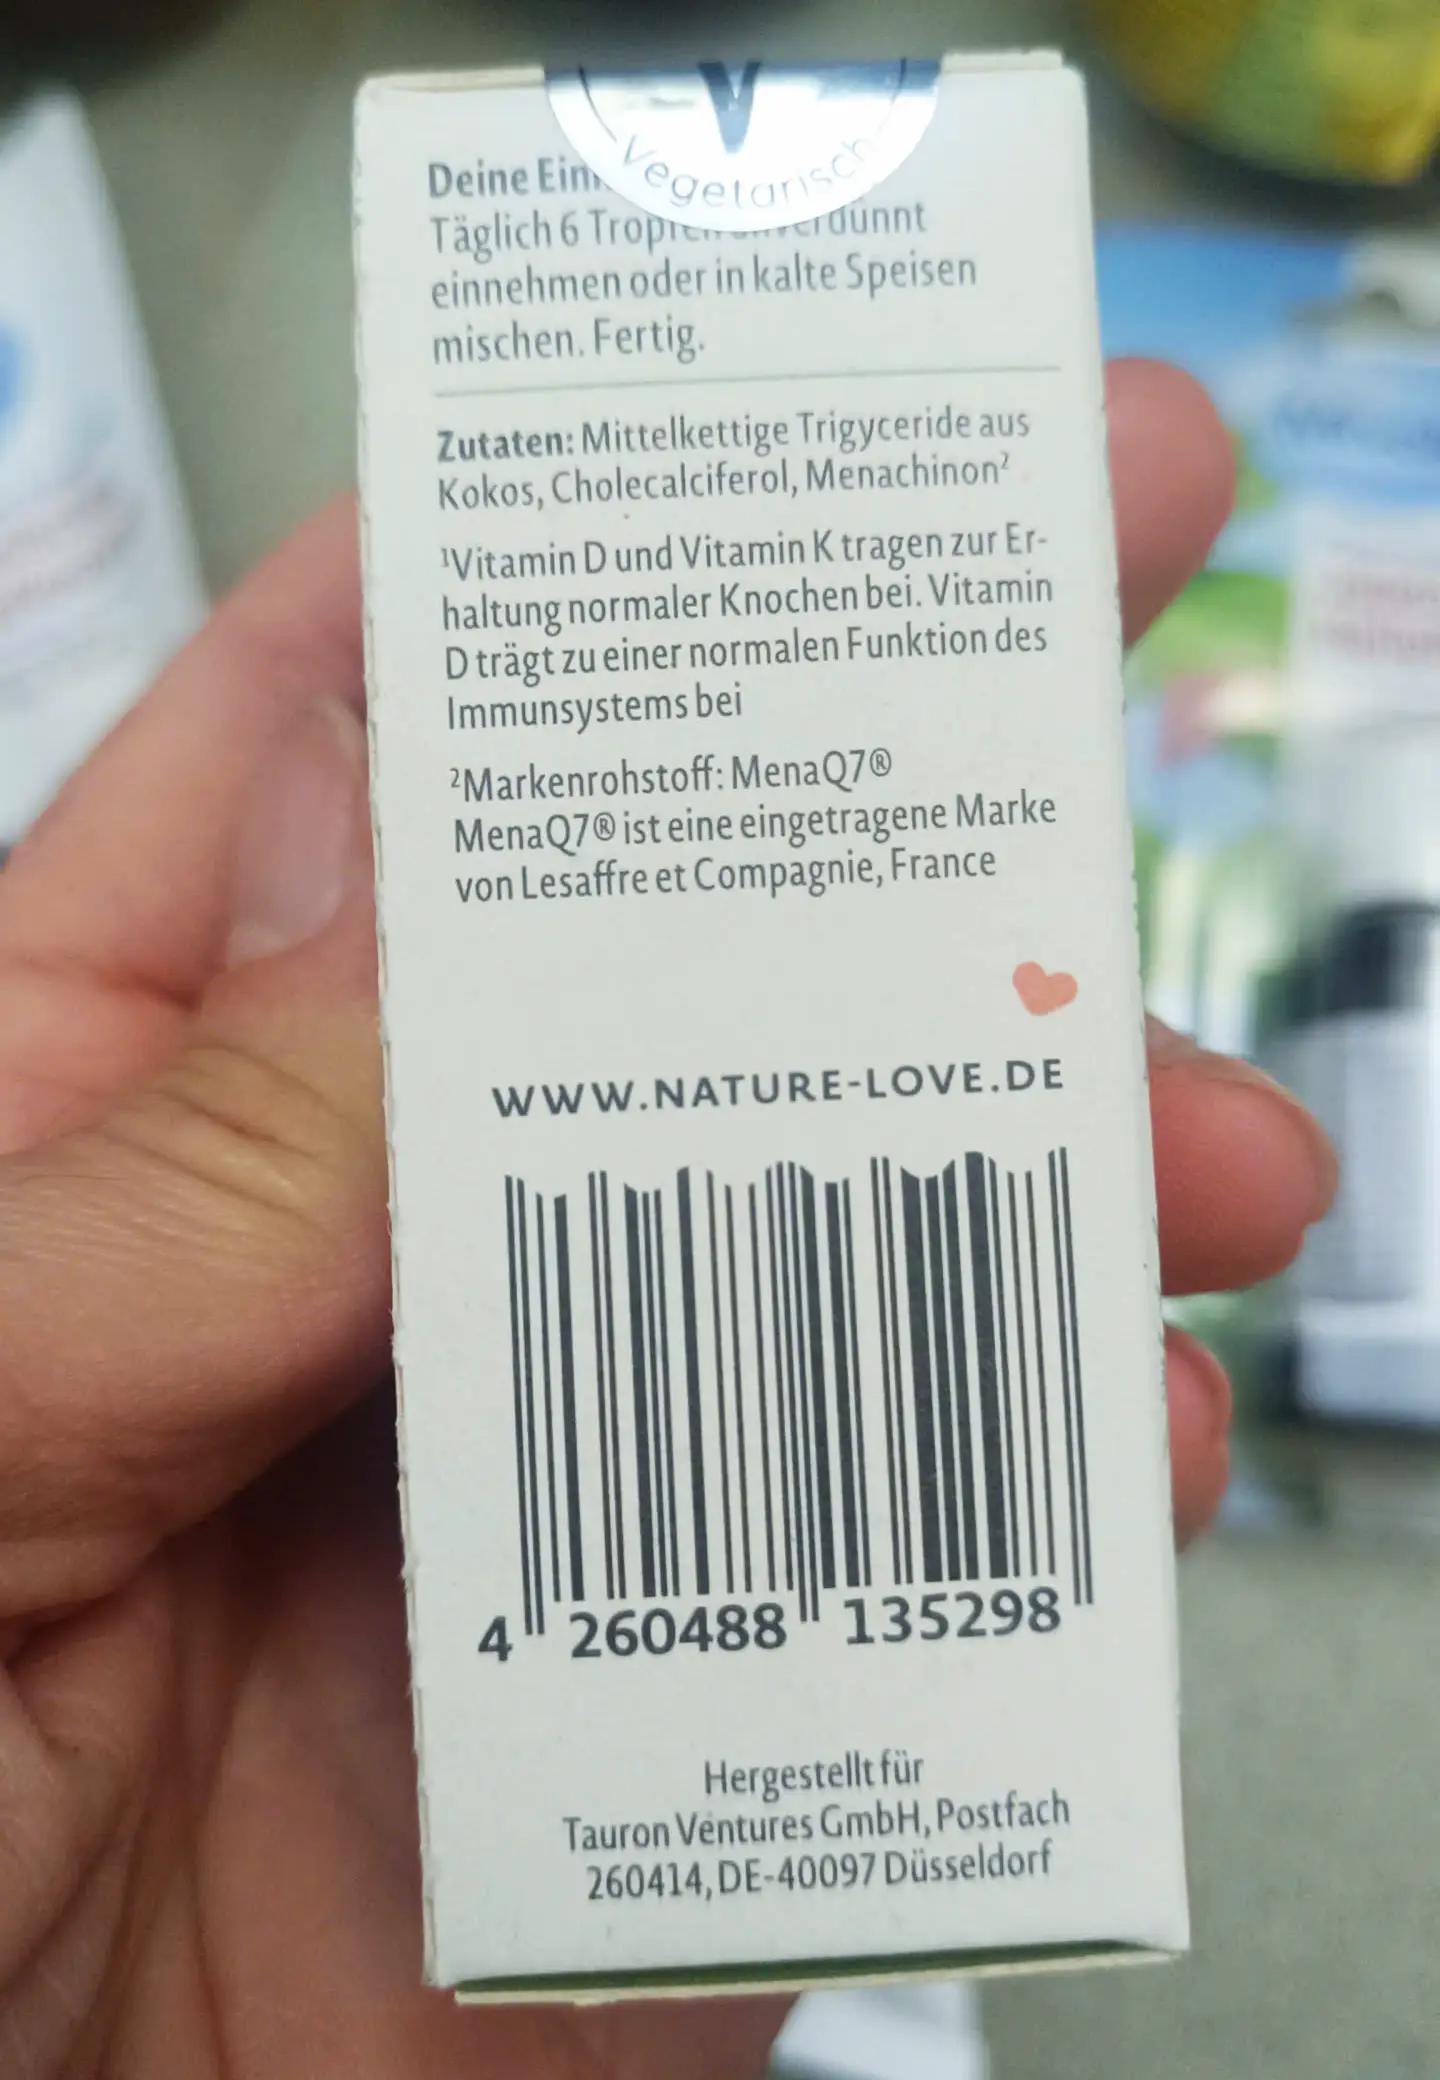 V
Vegetarisch
Deine
Täglich 6
einnehmen oder in kalte Speisen
mischen. Fertig.
Zutaten: Mittelkettige Trigyceride aus
Kokos, Cholecalciferol, Menachinon²
¹Vitamin D und Vitamin K tragen zur Er-
haltung normaler Knochen bei. Vitamin
D trägt zu einer normalen Funktion des
Immunsystems bei
²Markenrohstoff: MenaQ7®
MenaQ7® ist eine eingetragene Marke
von Lesaffre et Compagnie, France
WWW.NATURE-LOVE.DE
4 260488 135298
Hergestellt für
Tauron Ventures GmbH, Postfach
260414, DE-40097 Düsseldorf